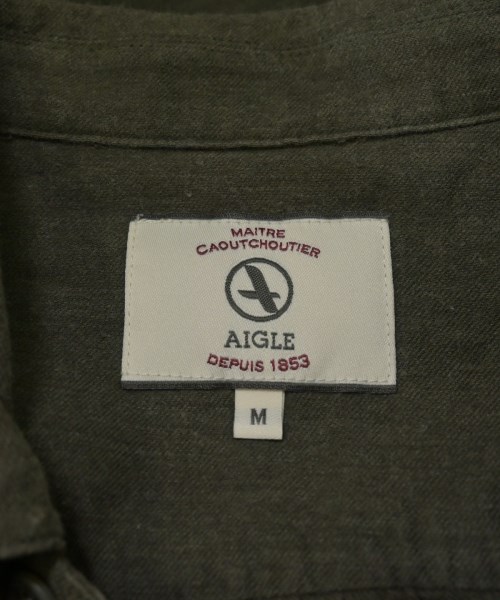 MAITRE
CAOUTCHOUTIER
AIGLE
DEPUIS 1853
M